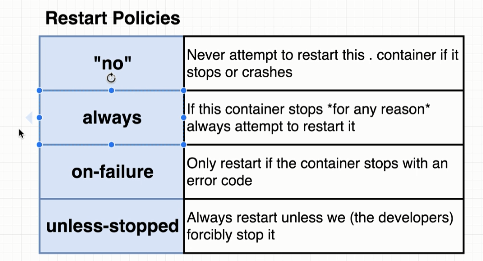 Restart Policies
"no"
Never attempt to restart this . container if it
stops or crashes
always
If this container stops *for any reason*
always attempt to restart it
on-failure
Only restart if the container stops with an
error code
unless-stopped
Always restart unless we (the developers)
forcibly stop it